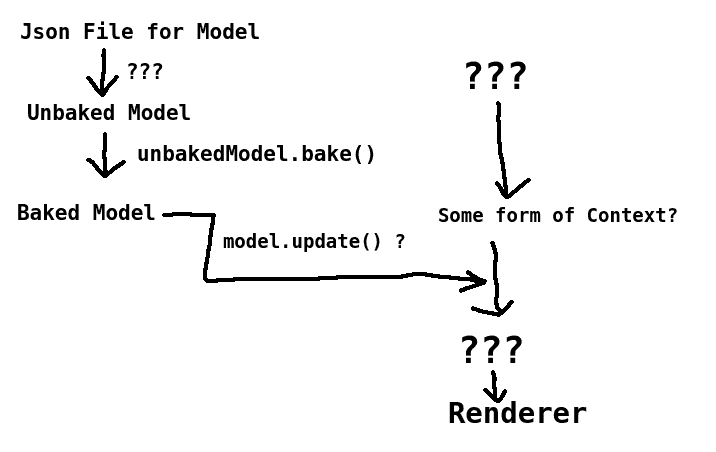 Json File for Model
???
Unbaked Model
unbakedModel.bake()
Baked Model
model.update() ?
???
Some form of Context?
???
Renderer